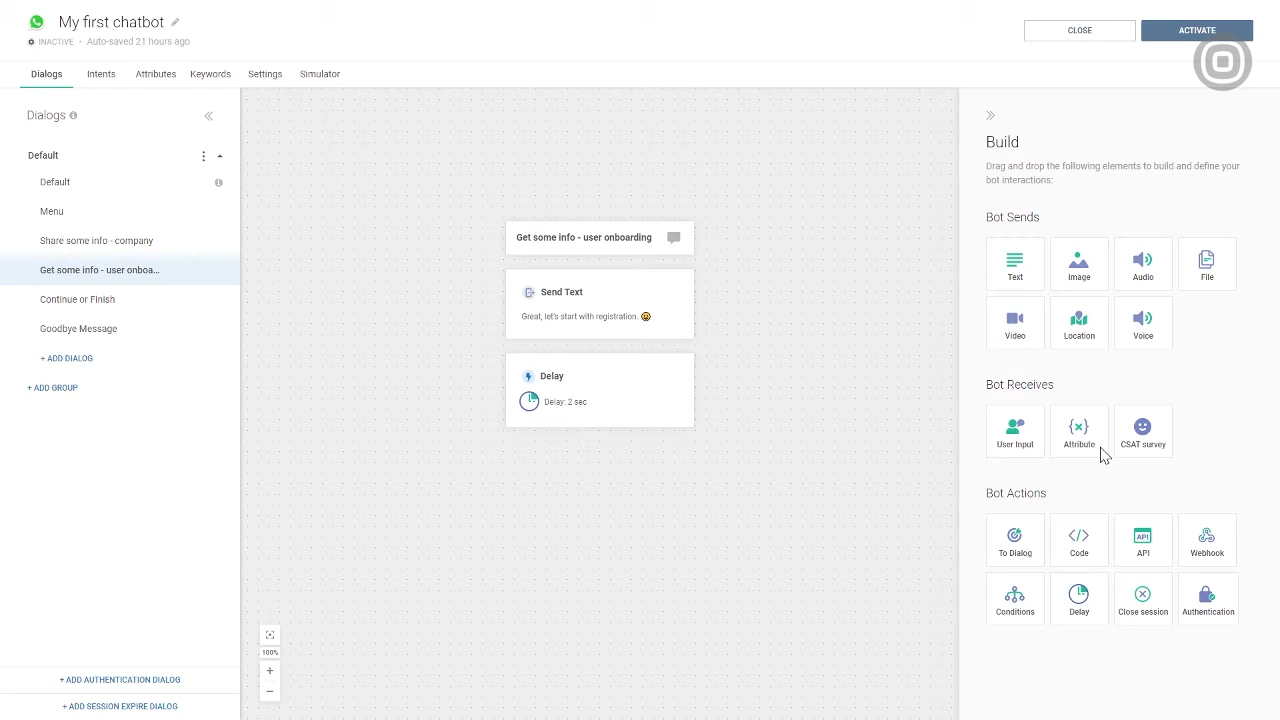 My first chatbot
INACTIVE • Auto-saved 21 hours ago
CLOSE
ACTIVATE
Dialogs
Intents
Attributes
Keywords
Settings
Simulator
Dialogs
Default
Default
Menu
Share some info - company
Get some info - user onboa...
Continue or Finish
Goodbye Message
+ ADD DIALOG
+ ADD GROUP
+ ADD AUTHENTICATION DIALOG
+ ADD SESSION EXPIRE DIALOG
Get some info - user onboarding
Send Text
Great, let's start with registration. 😀
Delay
Delay: 2 sec
100%
+
−
Build
Drag and drop the following elements to build and define your
bot interactions:
Bot Sends
Text
Image
Audio
File
Video
Location
Voice
Bot Receives
User Input
Attribute
CSAT survey
Bot Actions
To Dialog
Code
API
API
Webhook
Conditions
Delay
Close session
Authentication